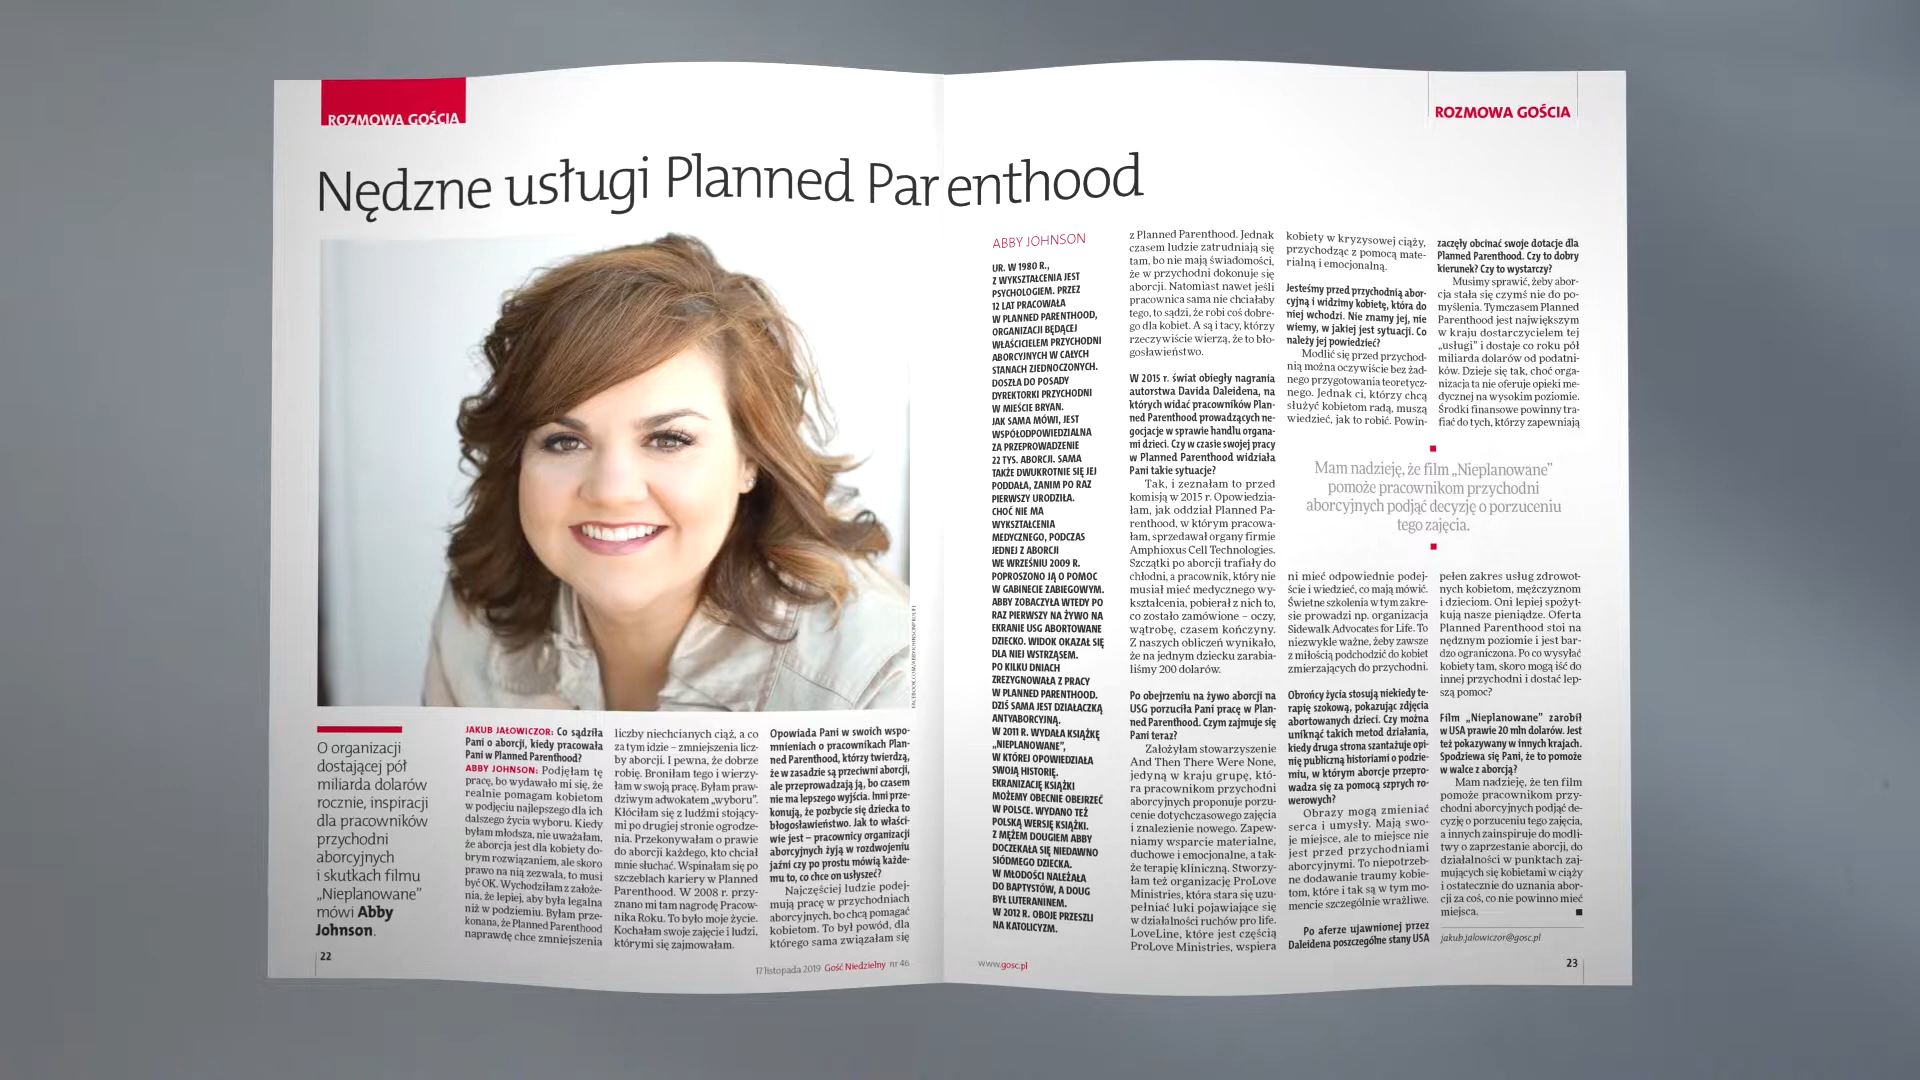 ROZMOWA GOŚCIA
ROZMOWA GOŚCIA
Nędzne usługi Planned Parenthood
FACEBOOK.COM/ABBYJOHNSONPROLIFE
O organizacji
dostającej pół
miliarda dolarów
rocznie, inspiracji
dla pracowników
przychodni
aborcyjnych
i skutkach filmu
„Nieplanowane”
mówi Abby
Johnson.
JAKUB JAŁOWICZOR: Co sądziła
Pani o aborcji, kiedy pracowała
Pani w Planned Parenthood?
ABBY JOHNSON: Podjęłam tę
pracę, bo wydawało mi się, że
realnie pomagam kobietom
w podjęciu najlepszego dla ich
dalszego życia wyboru. Kiedy
byłam młodsza, nie uważałam,
że aborcja jest dla kobiety do-
brym rozwiązaniem, ale skoro
prawo na nią zezwala, to musi
być OK. Wychodziłam z założe-
nia, że lepiej, aby była legalna
niż w podziemiu. Byłam prze-
konana, że Planned Parenthood
naprawdę chce zmniejszenia
liczby niechcianych ciąż, a co
za tym idzie – zmniejszenia licz-
by aborcji. I pewna, że dobrze
robię. Broniłam tego i wierzy-
łam w swoją pracę. Byłam praw-
dziwym adwokatem „wyboru”.
Kłóciłam się z ludźmi stojący-
mi po drugiej stronie ogrodze-
nia. Przekonywałam o prawie
do aborcji każdego, kto chciał
mnie słuchać. Wspinałam się po
szczeblach kariery w Planned
Parenthood. W 2008 r. przy-
znano mi tam nagrodę Pracow-
nika Roku. To było moje życie.
Kochałam swoje zajęcie i ludzi,
którymi się zajmowałam.
Opowiada Pani w swoich wspo-
mnieniach o pracownikach Plan-
ned Parenthood, którzy twierdzą,
że w zasadzie są przeciwni aborcji,
ale przeprowadzają ją, bo czasem
nie ma lepszego wyjścia. Inni prze-
konują, że pozbycie się dziecka to
błogosławieństwo. Jak to właści-
wie jest – pracownicy organizacji
aborcyjnych żyją w rozdwojeniu
jaźni czy po prostu mówią każde-
mu to, co chce on usłyszeć?
Najczęściej ludzie podej-
mują pracę w przychodniach
aborcyjnych, bo chcą pomagać
kobietom. To był powód, dla
którego sama związałam się
22
17 listopada 2019 Gość Niedzielny nr 46
ABBY JOHNSON
UR. W 1980 R.,
Z WYKSZTAŁCENIA JEST
PSYCHOLOGIEM. PRZEZ
12 LAT PRACOWAŁA
W PLANNED PARENTHOOD,
ORGANIZACJI BĘDĄCEJ
WŁAŚCICIELEM PRZYCHODNI
ABORCYJNYCH W CAŁYCH
STANACH ZJEDNOCZONYCH.
DOSZŁA DO POSADY
DYREKTORKI PRZYCHODNI
W MIEŚCIE BRYAN.
JAK SAMA MÓWI, JEST
WSPÓŁODPOWIEDZIALNA
ZA PRZEPROWADZENIE
22 TYS. ABORCJI. SAMA
TAKŻE DWUKROTNIE SIĘ JEJ
PODDAŁA, ZANIM PO RAZ
PIERWSZY URODZIŁA.
CHOĆ NIE MA
WYKSZTAŁCENIA
MEDYCZNEGO, PODCZAS
JEDNEJ Z ABORCJI
WE WRZEŚNIU 2009 R.
POPROSZONO JĄ O POMOC
W GABINECIE ZABIEGOWYM.
ABBY ZOBACZYŁA WTEDY PO
RAZ PIERWSZY NA ŻYWO NA
EKRANIE USG ABORTOWANE
DZIECKO. WIDOK OKAZAŁ SIĘ
DLA NIEJ WSTRZĄSEM.
PO KILKU DNIACH
ZREZYGNOWAŁA Z PRACY
W PLANNED PARENTHOOD.
DZIŚ SAMA JEST DZIAŁACZKĄ
ANTYABORCYJNĄ.
W 2011 R. WYDAŁA KSIĄŻKĘ
„NIEPLANOWANE”,
W KTÓREJ OPOWIEDZIAŁA
SWOJĄ HISTORIĘ.
EKRANIZACJĘ KSIĄŻKI
MOŻEMY OBECNIE OBEJRZEĆ
W POLSCE. WYDANO TEŻ
POLSKĄ WERSJĘ KSIĄŻKI.
Z MĘŻEM DOUGIEM ABBY
DOCZEKAŁA SIĘ NIEDAWNO
SIÓDMEGO DZIECKA.
W MŁODOŚCI NALEŻAŁA
DO BAPTYSTÓW, A DOUG
BYŁ LUTERANINEM.
W 2012 R. OBOJE PRZESZLI
NA KATOLICYZM.
z Planned Parenthood. Jednak
czasem ludzie zatrudniają się
tam, bo nie mają świadomości,
że w przychodni dokonuje się
aborcji. Natomiast nawet jeśli
pracownica sama nie chciałaby
tego, to sądzi, że robi coś dobre-
go dla kobiet. A są i tacy, którzy
rzeczywiście wierzą, że to bło-
gosławieństwo.
W 2015 r. świat obiegły nagrania
autorstwa Davida Daleidena, na
których widać pracowników Plan-
ned Parenthood prowadzących ne-
gocjacje w sprawie handlu organa-
mi dzieci. Czy w czasie swojej pracy
w Planned Parenthood widziała
Pani takie sytuacje?
Tak, i zeznałam to przed
komisją w 2015 r. Opowiedzia-
łam, jak oddział Planned Pa-
renthood, w którym pracowa-
łam, sprzedawał organy firmie
Amphioxus Cell Technologies.
Szczątki po aborcji trafiały do
chłodni, a pracownik, który nie
musiał mieć medycznego wy-
kształcenia, pobierał z nich to,
co zostało zamówione – oczy,
wątrobę, czasem kończyny.
Z naszych obliczeń wynikało,
że na jednym dziecku zarabia-
liśmy 200 dolarów.
Po obejrzeniu na żywo aborcji na
USG porzuciła Pani pracę w Plan-
ned Parenthood. Czym zajmuje się
Pani teraz?
Założyłam stowarzyszenie
And Then There Were None,
jedyną w kraju grupę, któ-
ra pracownikom przychodni
aborcyjnych proponuje porzu-
cenie dotychczasowego zajęcia
i znalezienie nowego. Zapew-
niamy wsparcie materialne,
duchowe i emocjonalne, a tak-
że terapię kliniczną. Stworzy-
łam też organizację ProLove
Ministries, która stara się uzu-
pełniać luki pojawiające się
w działalności ruchów pro life.
LoveLine, które jest częścią
ProLove Ministries, wspiera
kobiety w kryzysowej ciąży,
przychodząc z pomocą mate-
rialną i emocjonalną.
Jesteśmy przed przychodnią abor-
cyjną i widzimy kobietę, która do
niej wchodzi. Nie znamy jej, nie
wiemy, w jakiej jest sytuacji. Co
należy jej powiedzieć?
Modlić się przed przychod-
nią można oczywiście bez żad-
nego przygotowania teoretycz-
nego. Jednak ci, którzy chcą
służyć kobietom radą, muszą
wiedzieć, jak to robić. Powin-
zaczęły obcinać swoje dotacje dla
Planned Parenthood. Czy to dobry
kierunek? Czy to wystarczy?
Musimy sprawić, żeby abor-
cja stała się czymś nie do po-
myślenia. Tymczasem Planned
Parenthood jest największym
w kraju dostarczycielem tej
„usługi” i dostaje co roku pół
miliarda dolarów od podatni-
ków. Dzieje się tak, choć orga-
nizacja ta nie oferuje opieki me-
dycznej na wysokim poziomie.
Środki finansowe powinny tra-
fiać do tych, którzy zapewniają
Mam nadzieję, że film „Nieplanowane”
pomoże pracownikom przychodni
aborcyjnych podjąć decyzję o porzuceniu
tego zajęcia.
ni mieć odpowiednie podej-
ście i wiedzieć, co mają mówić.
Świetne szkolenia w tym zakre-
sie prowadzi np. organizacja
Sidewalk Advocates for Life. To
niezwykle ważne, żeby zawsze
z miłością podchodzić do kobiet
zmierzających do przychodni.
Obrońcy życia stosują niekiedy te-
rapię szokową, pokazując zdjęcia
abortowanych dzieci. Czy można
uniknąć takich metod działania,
kiedy druga strona szantażuje opi-
nię publiczną historiami o podzie-
miu, w którym aborcje przepro-
wadza się za pomocą szprych ro-
werowych?
Obrazy mogą zmieniać
serca i umysły. Mają swo-
je miejsce, ale to miejsce nie
jest przed przychodniami
aborcyjnymi. To niepotrzeb-
ne dodawanie traumy kobie-
tom, które i tak są w tym mo-
mencie szczególnie wrażliwe.
Po aferze ujawnionej przez
Daleidena poszczególne stany USA
pełen zakres usług zdrowot-
nych kobietom, mężczyznom
i dzieciom. Oni lepiej spożyt-
kują nasze pieniądze. Oferta
Planned Parenthood stoi na
nędznym poziomie i jest bar-
dzo ograniczona. Po co wysyłać
kobiety tam, skoro mogą iść do
innej przychodni i dostać lep-
szą pomoc?
Film „Nieplanowane” zarobił
w USA prawie 20 mln dolarów. Jest
też pokazywany w innych krajach.
Spodziewa się Pani, że to pomoże
w walce z aborcją?
Mam nadzieję, że ten film
pomoże pracownikom przy-
chodni aborcyjnych podjąć de-
cyzję o porzuceniu tego zajęcia,
a innych zainspiruje do modli-
twy o zaprzestanie aborcji, do
działalności w punktach zaj-
mujących się kobietami w ciąży
i ostatecznie do uznania abor-
cji za coś, co nie powinno mieć
miejsca.
jakub.jalowiczor@gosc.pl
www.gosc.pl
23